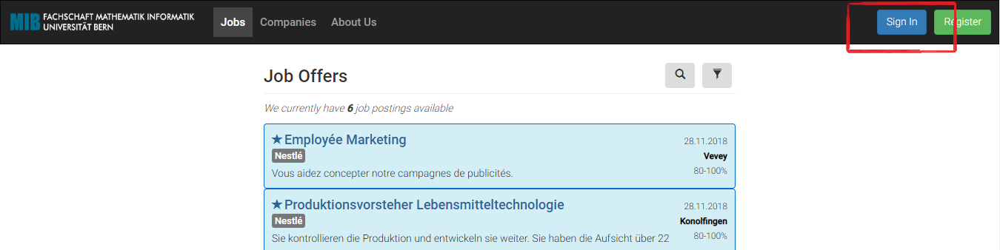 MIB FACHSCHAFT MATHEMATIK INFORMATIK
UNIVERSITÄT BERN
Jobs Companies About Us
Sign In Register
Job Offers
We currently have 6 job postings available
★ Employée Marketing 28.11.2018
Nestlé Vevey
Vous aidez concepter notre campagnes de publicités. 80-100%
★ Produktionsvorsteher Lebensmitteltechnologie 28.11.2018
Nestlé Konolfingen
Sie kontrollieren die Produktion und entwickeln sie weiter. Sie haben die Aufsicht über 22 80-100%